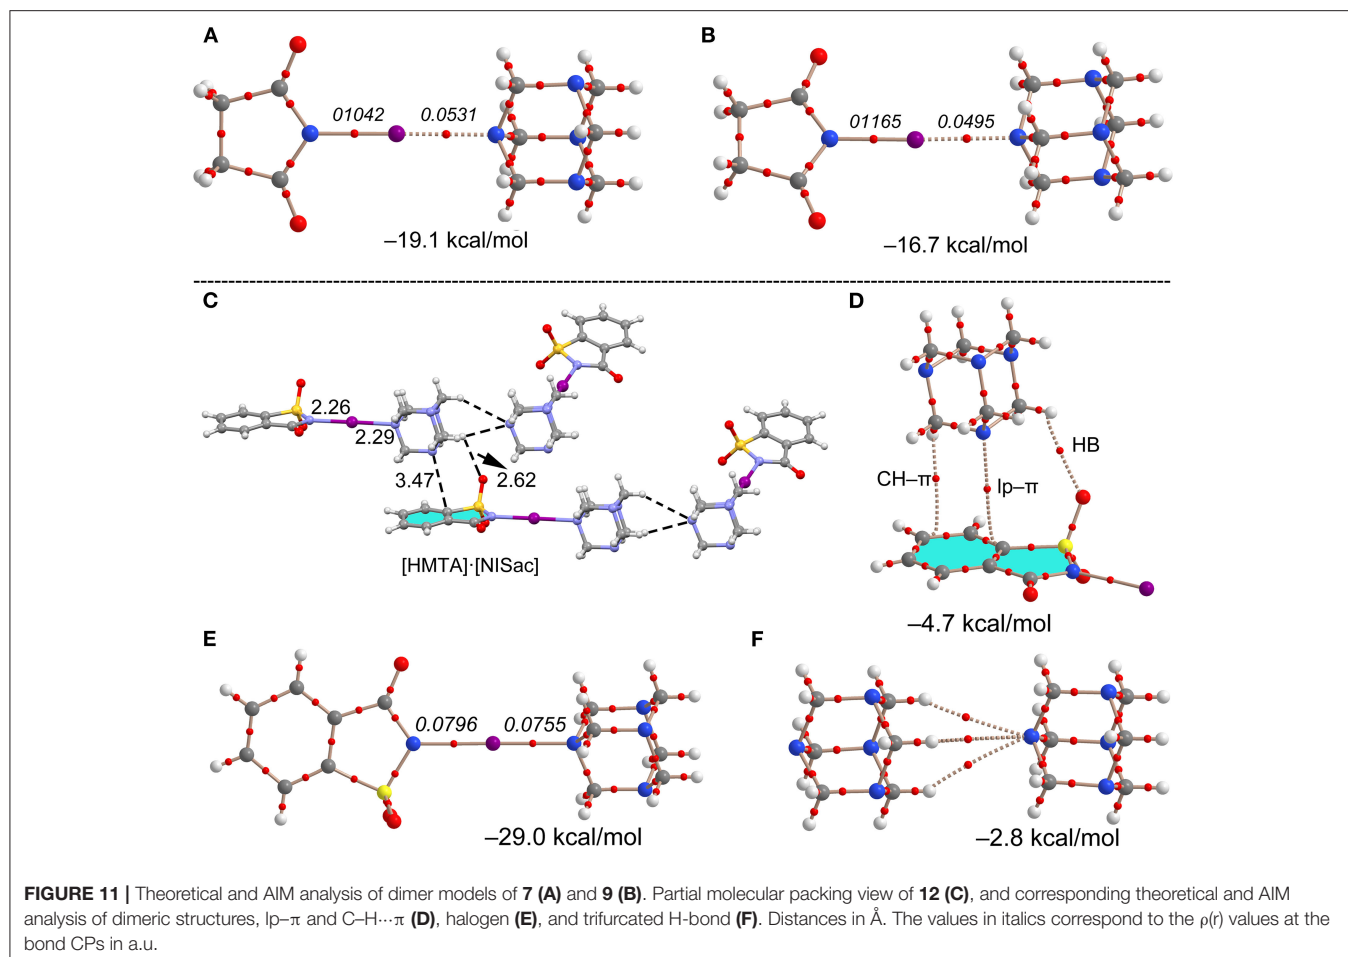 A
B
01042
0.0531
01165
0.0495
−19.1 kcal/mol
−16.7 kcal/mol
C
D
2.26
2.29
3.47
2.62
[HMTA]·[NISac]
HB
CH–π
lp–π
−4.7 kcal/mol
E
F
0.0796
0.0755
−29.0 kcal/mol
−2.8 kcal/mol
FIGURE 11 | Theoretical and AIM analysis of dimer models of 7 (A) and 9 (B). Partial molecular packing view of 12 (C), and corresponding theoretical and AIM
analysis of dimeric structures, lp–π and C–H···π (D), halogen (E), and trifurcated H-bond (F). Distances in Å. The values in italics correspond to the ρ(r) values at the
bond CPs in a.u.